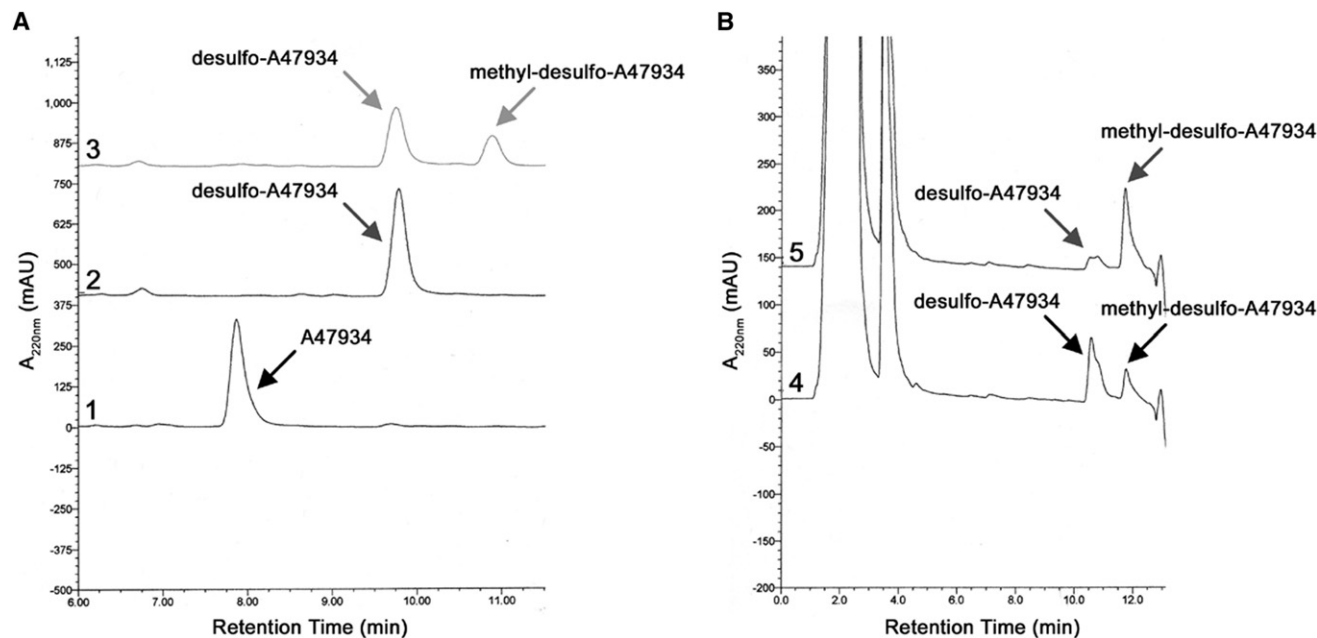 A
desulfo-A47934
methyl-desulfo-A47934
3
desulfo-A47934
2
A47934
1
A220nm (mAU)
1,125
1,000
875
750
625
500
375
250
125
0
-125
-250
-375
-500
6.00 7.00 8.00 9.00 10.00 11.00
Retention Time (min)
B
methyl-desulfo-A47934
desulfo-A47934
5
desulfo-A47934
methyl-desulfo-A47934
4
A220nm (mAU)
350
300
250
200
150
100
50
0
-50
-100
-150
-200
0.0 2.0 4.0 6.0 8.0 10.0 12.0
Retention Time (min)